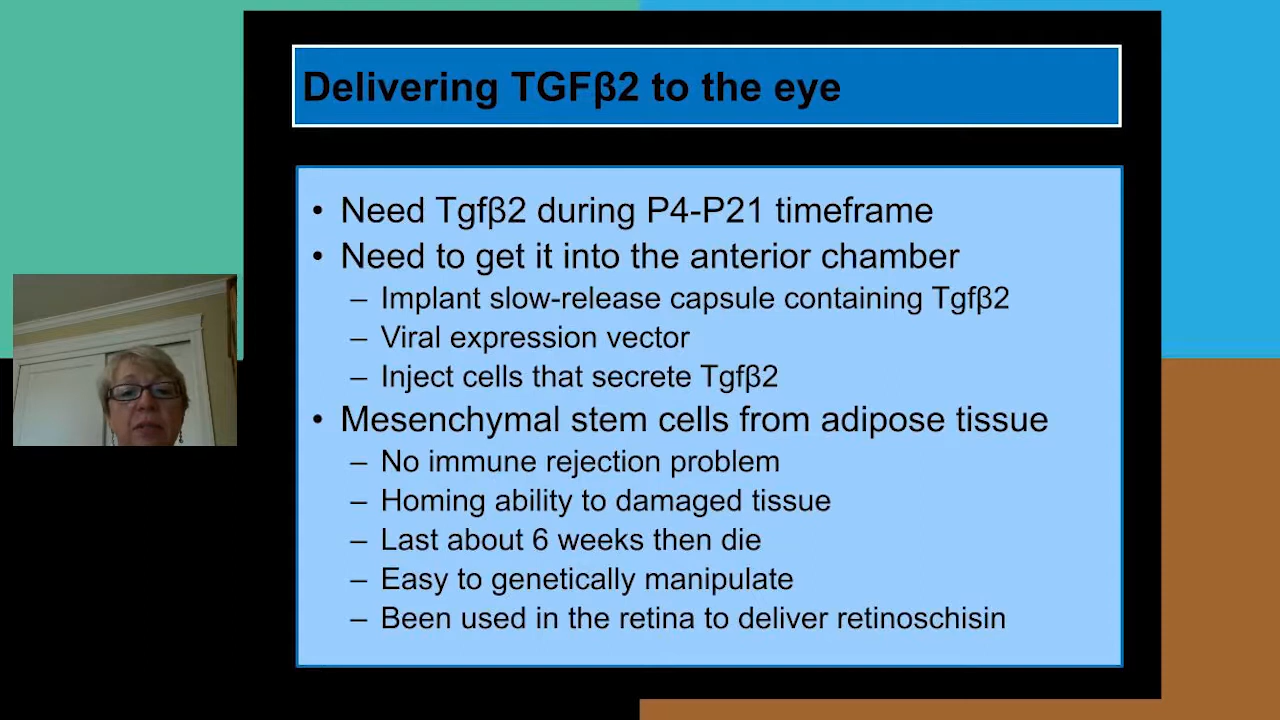 Delivering TGFβ2 to the eye
• Need Tgfβ2 during P4-P21 timeframe
• Need to get it into the anterior chamber
– Implant slow-release capsule containing Tgfβ2
– Viral expression vector
– Inject cells that secrete Tgfβ2
• Mesenchymal stem cells from adipose tissue
– No immune rejection problem
– Homing ability to damaged tissue
– Last about 6 weeks then die
– Easy to genetically manipulate
– Been used in the retina to deliver retinoschisin